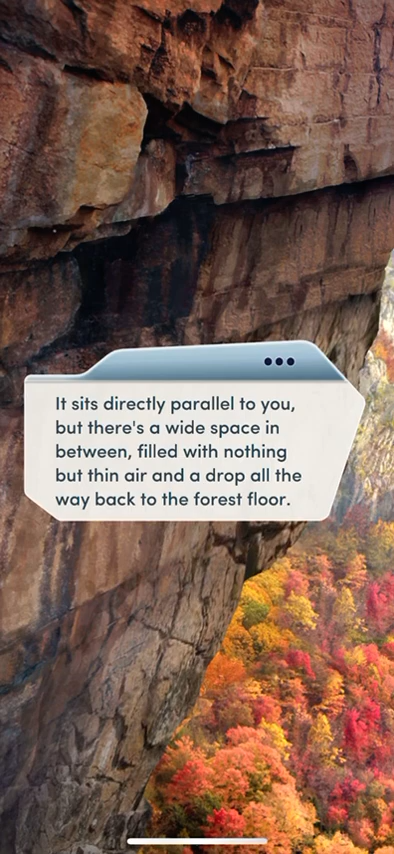 It sits directly parallel to you,
but there's a wide space in
between, filled with nothing
but thin air and a drop all the
way back to the forest floor.